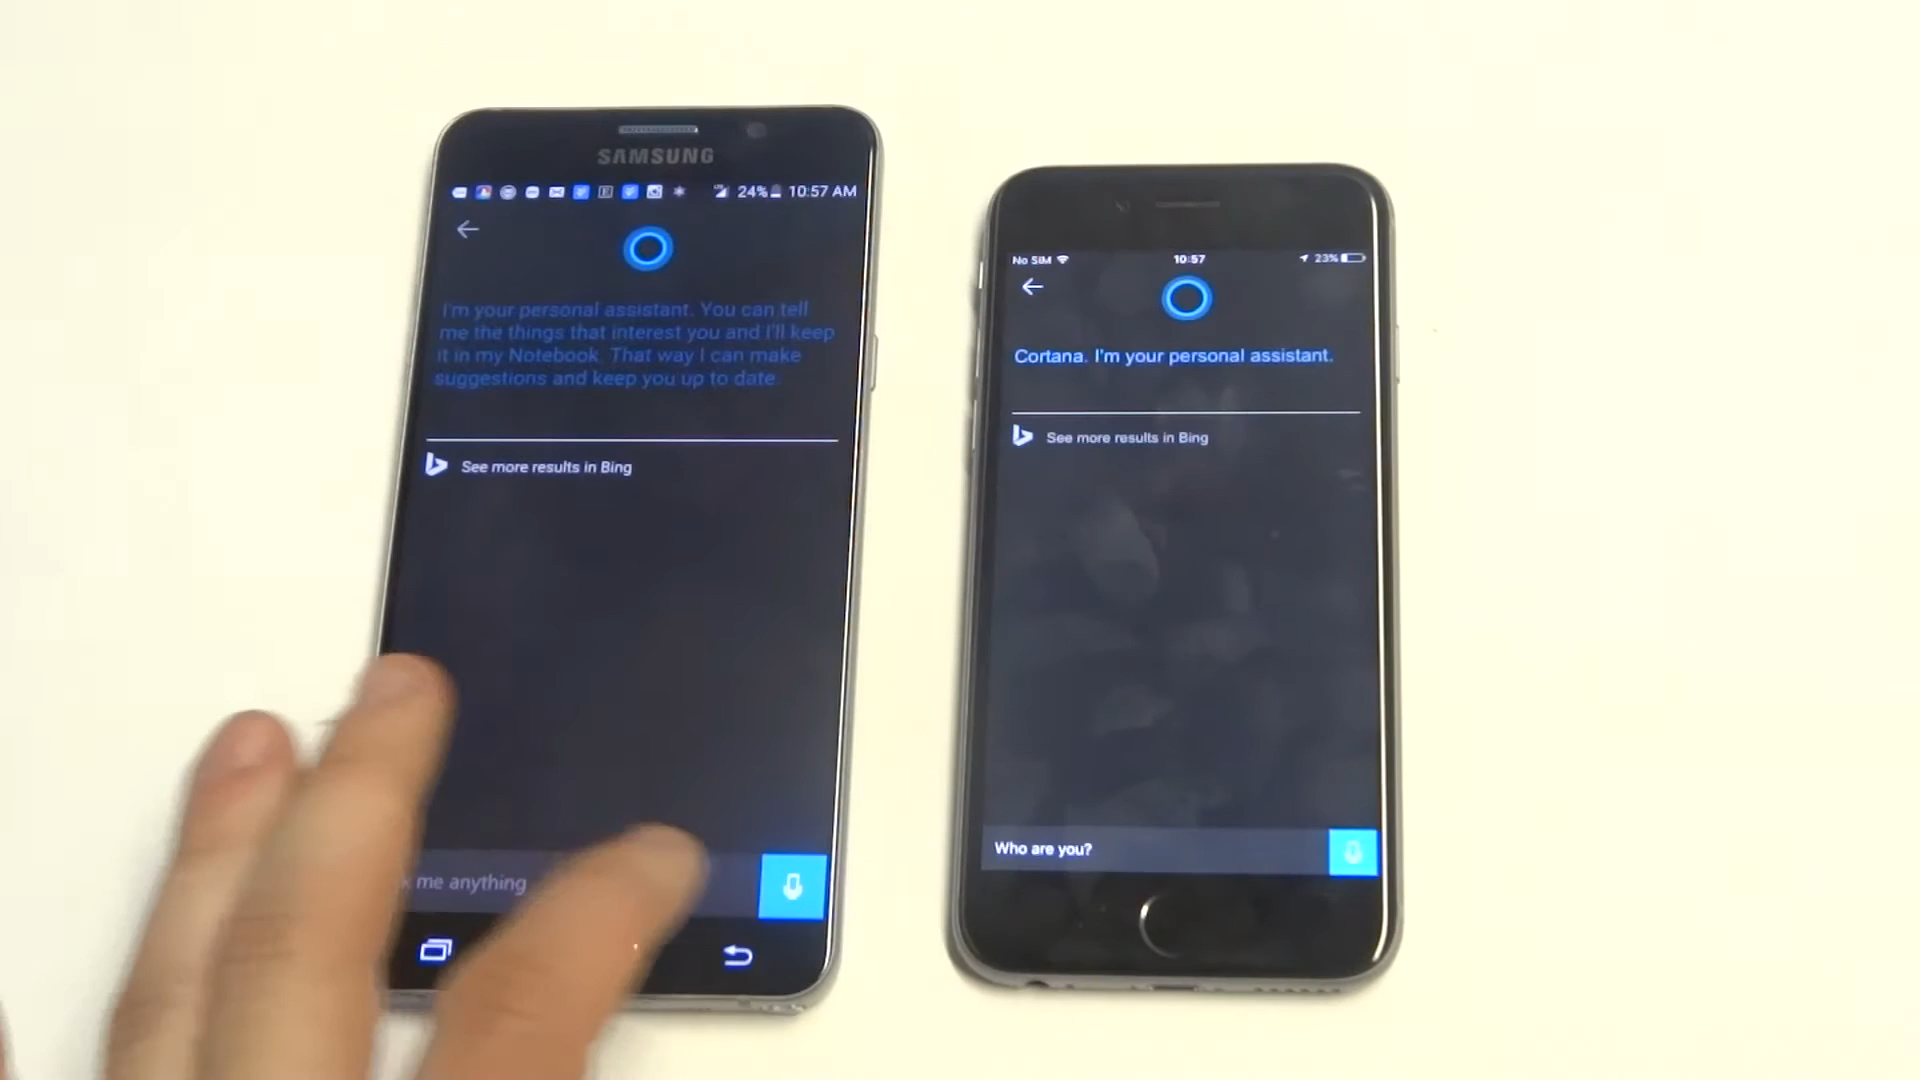 SAMSUNG
24% 10:57 AM
I'm your personal assistant. You can tell
me the things that interest you and I'll keep
it in my Notebook. That way I can make
suggestions and keep you up to date.
See more results in Bing
me anything
No SIM 10:57 23%
Cortana. I'm your personal assistant.
See more results in Bing
Who are you?